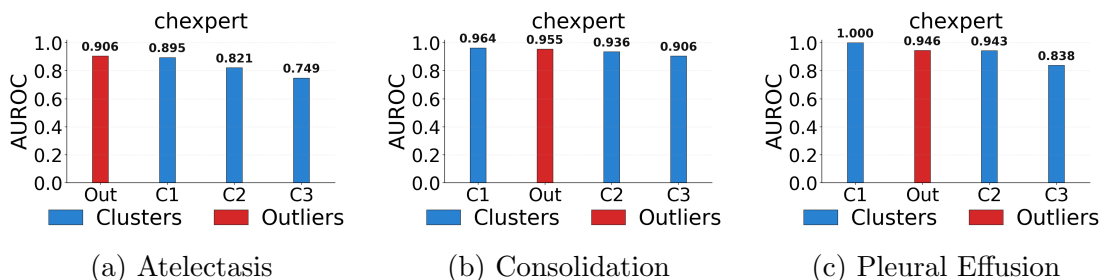 chexpert
0.906
0.895
0.821
0.749
AUROC
1.0
0.8
0.6
0.4
0.2
0.0
Out C1 C2 C3
Clusters Outliers
(a) Atelectasis
chexpert
0.964
0.955
0.936
0.906
AUROC
1.0
0.8
0.6
0.4
0.2
0.0
C1 Out C2 C3
Clusters Outliers
(b) Consolidation
chexpert
1.000
0.946
0.943
0.838
AUROC
1.0
0.8
0.6
0.4
0.2
0.0
C1 Out C2 C3
Clusters Outliers
(c) Pleural Effusion